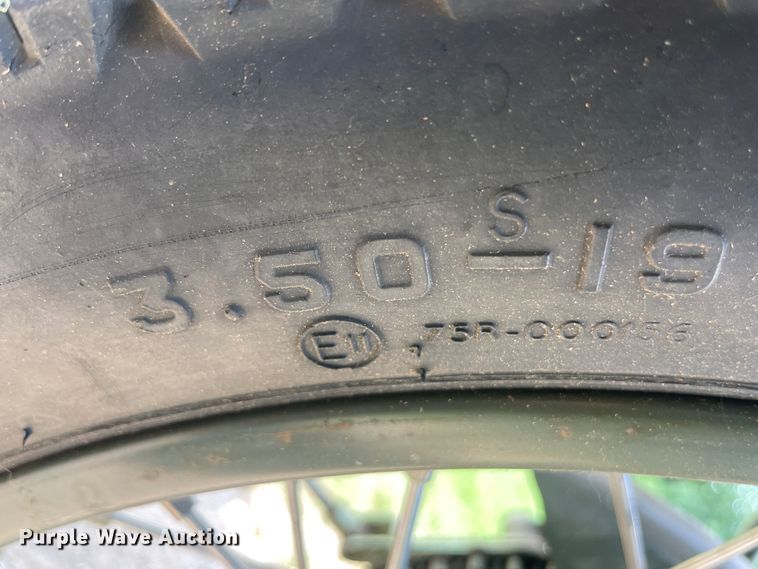 3.50 S-19
E11 75R-000156
Purple Wave Auction